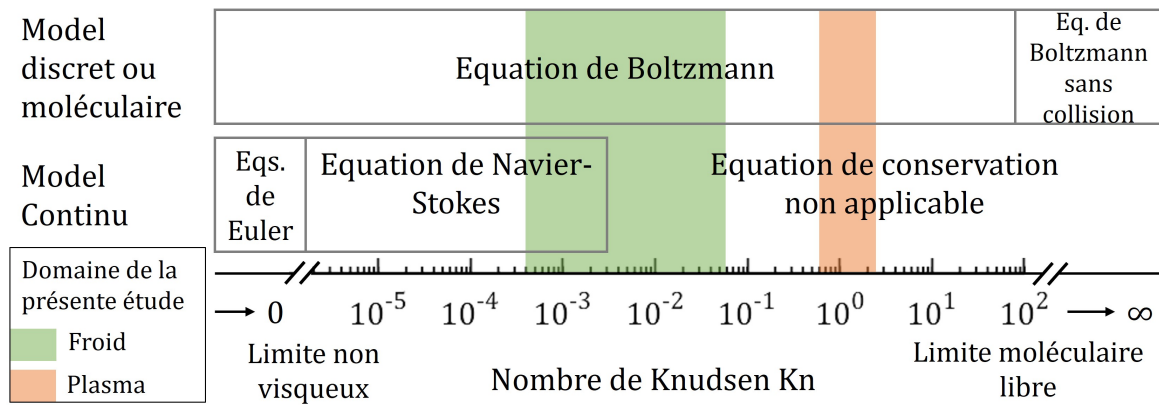 Model
discret ou
moléculaire
Equation de Boltzmann
Eq. de
Boltzmann
sans
collision
Model
Continu
Eqs.
de
Euler
Equation de Navier-
Stokes
Equation de conservation
non applicable
Domaine de la
présente étude
Froid
Plasma
→ 0 10⁻⁵ 10⁻⁴ 10⁻³ 10⁻² 10⁻¹ 10⁰ 10¹ 10² → ∞
Limite non
visqueux
Nombre de Knudsen Kn
Limite moléculaire
libre